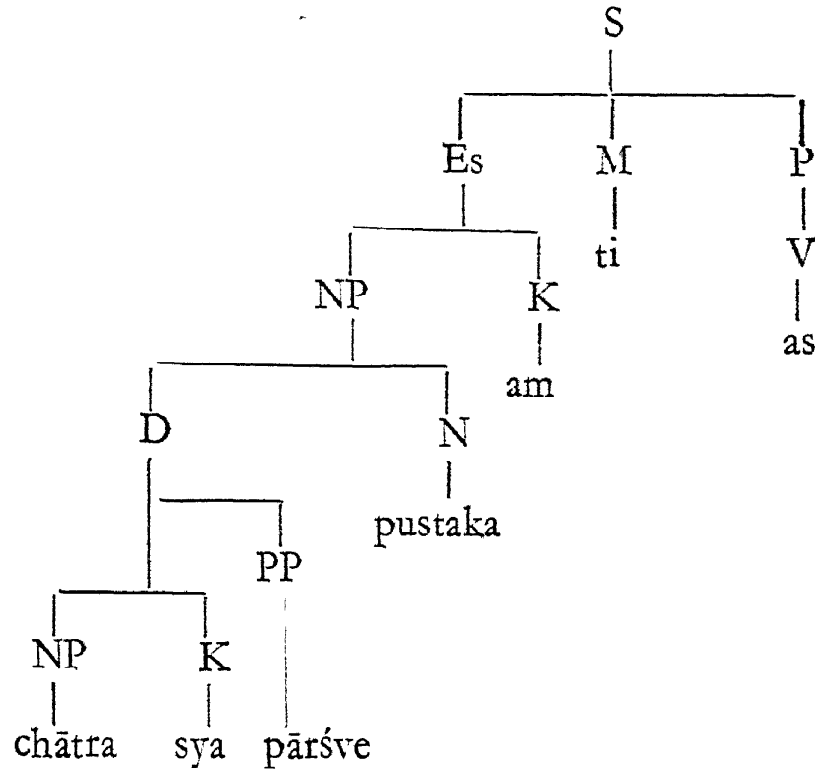 S
Es M P
ti V
NP K
as
am
D N
pustaka
PP
NP K
chātra sya pārśve